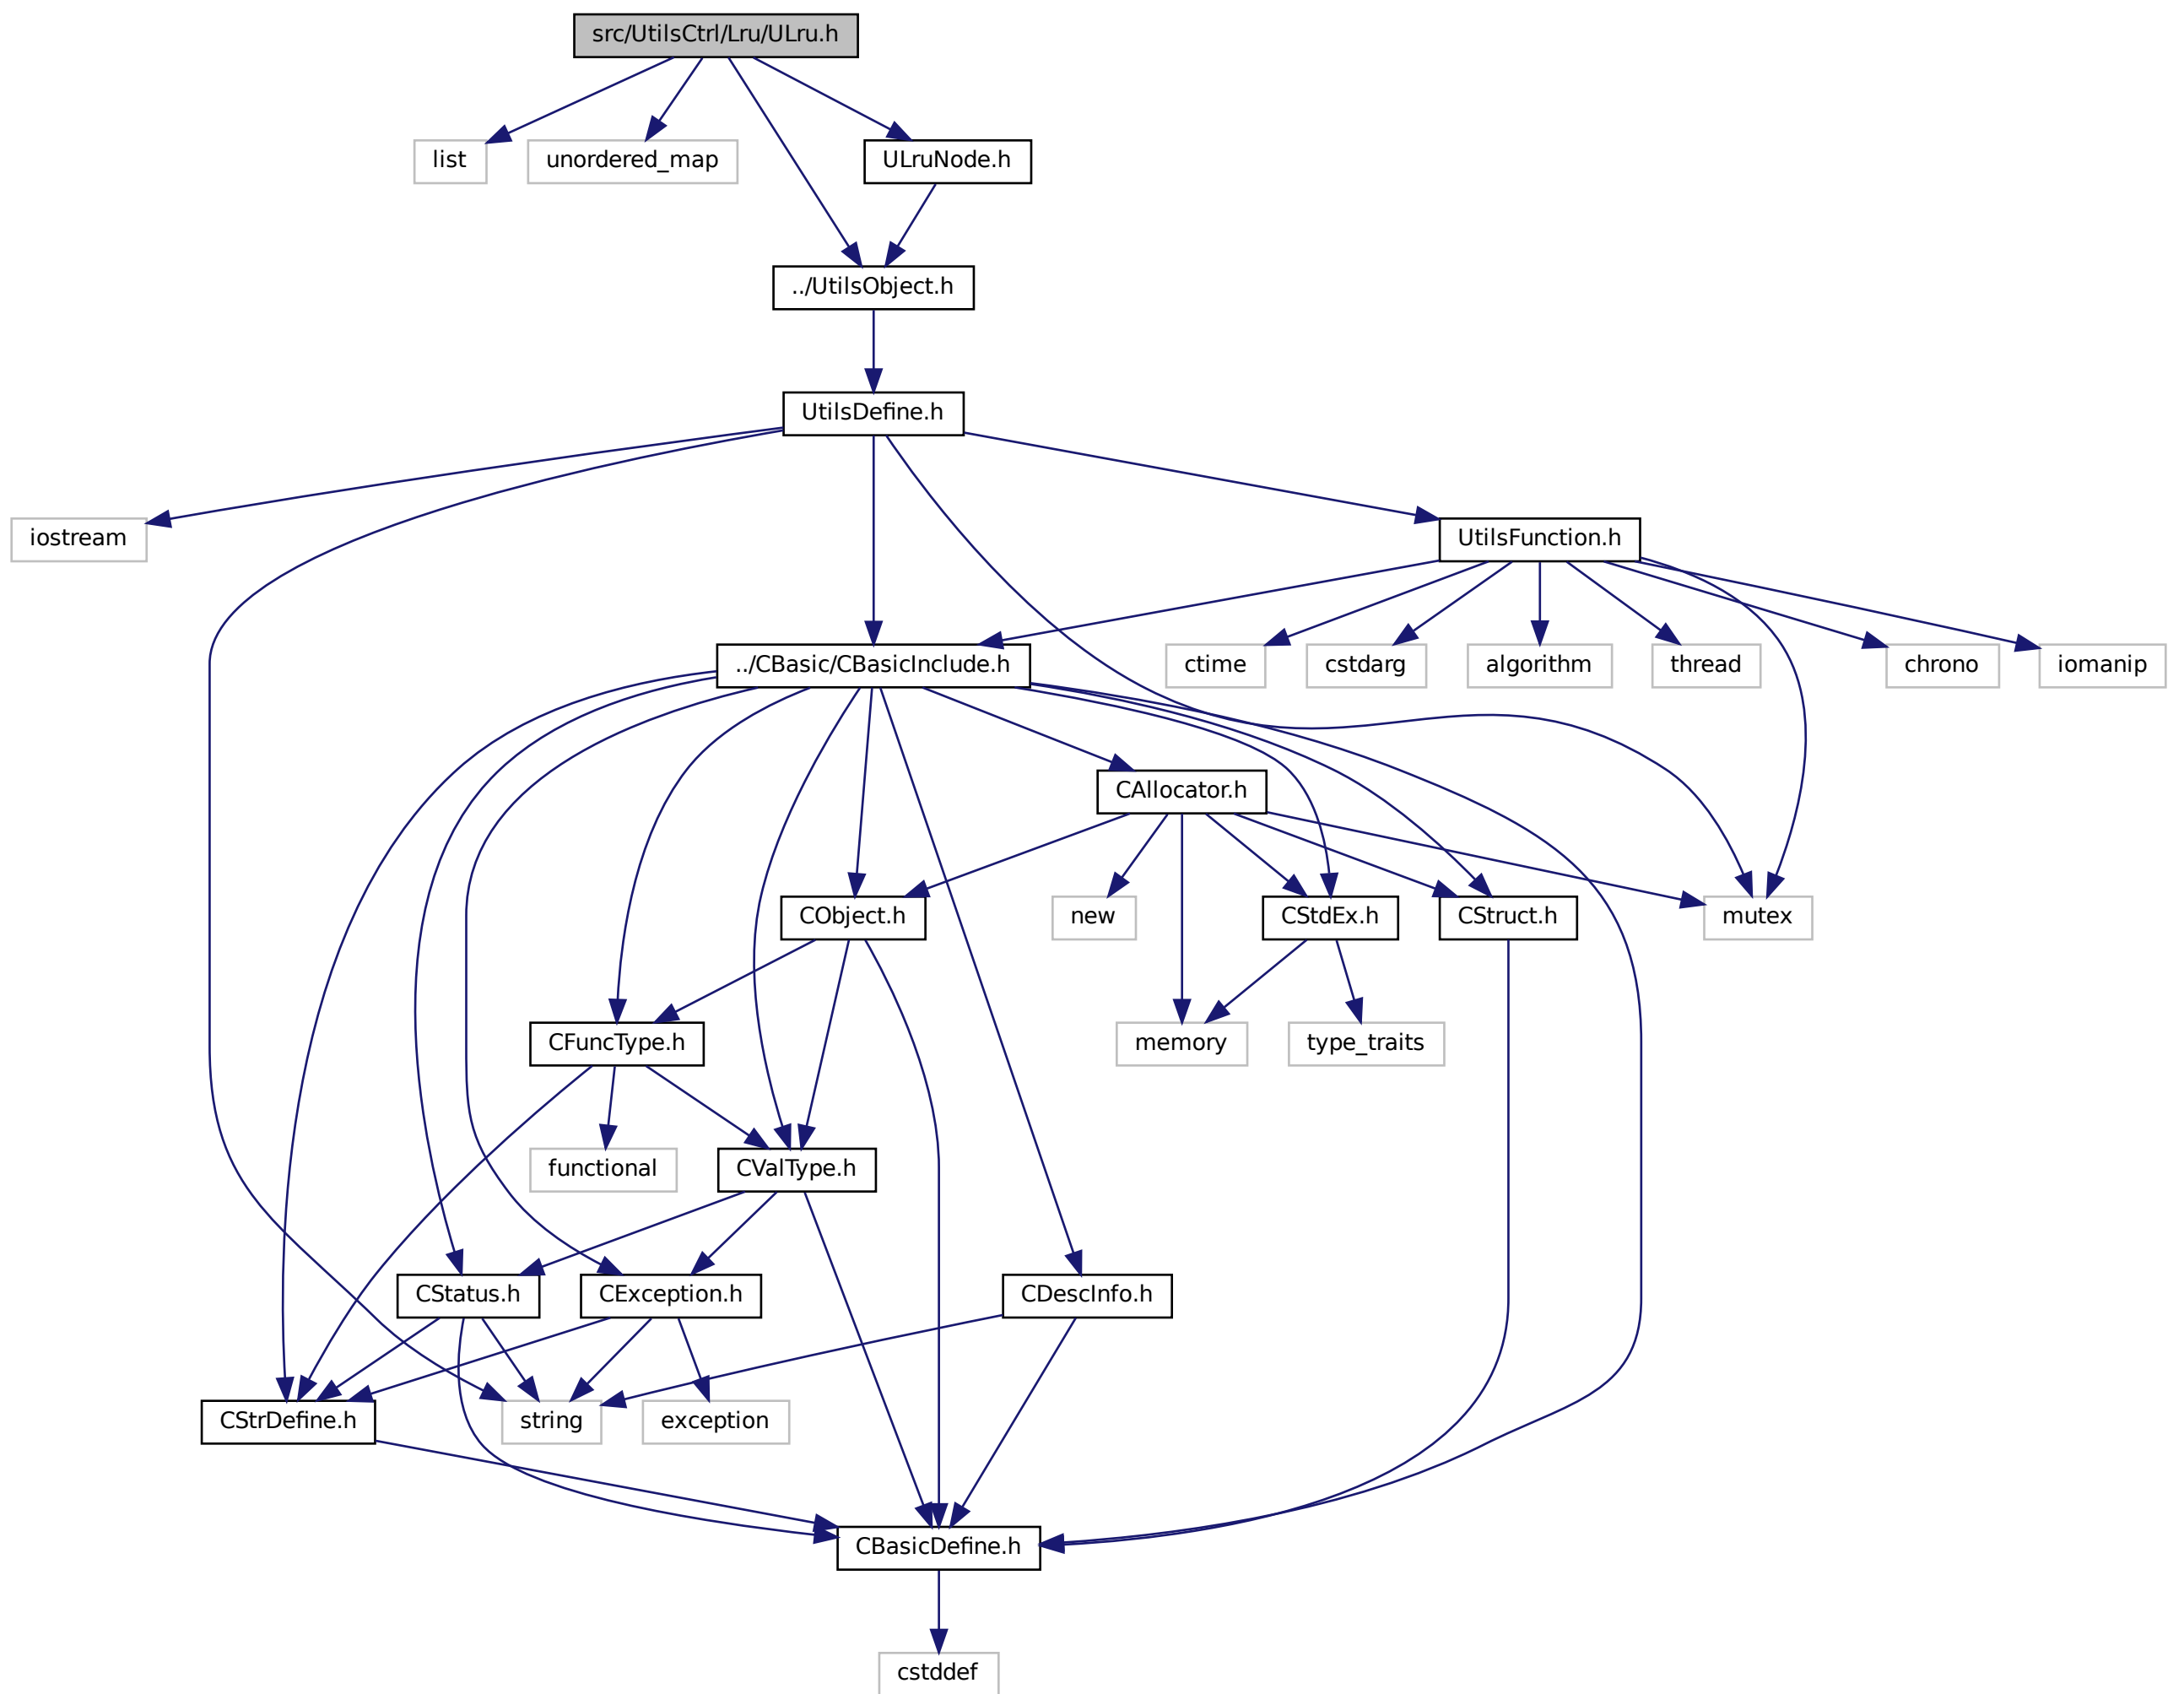 src/UtilsCtrl/Lru/ULru.h
list
unordered_map
ULruNode.h
../UtilsObject.h
UtilsDefine.h
iostream
UtilsFunction.h
../CBasic/CBasicInclude.h
ctime
cstdarg
algorithm
thread
chrono
iomanip
CAllocator.h
CObject.h
new
CStdEx.h
CStruct.h
mutex
CFuncType.h
memory
type_traits
functional
CValType.h
CStatus.h
CException.h
CDescInfo.h
CStrDefine.h
string
exception
CBasicDefine.h
cstddef